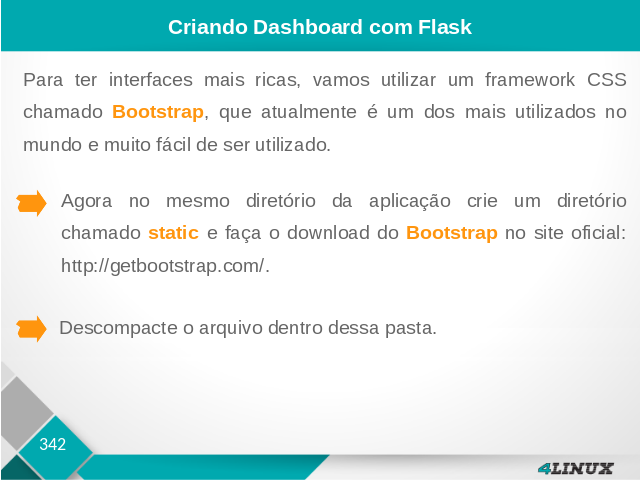 Criando Dashboard com Flask
Para ter interfaces mais ricas, vamos utilizar um framework CSS
chamado Bootstrap, que atualmente é um dos mais utilizados no
mundo e muito fácil de ser utilizado.
Agora no mesmo diretório da aplicação crie um diretório
chamado static e faça o download do Bootstrap no site oficial:
http://getbootstrap.com/.
Descompacte o arquivo dentro dessa pasta.
342
4LINUX